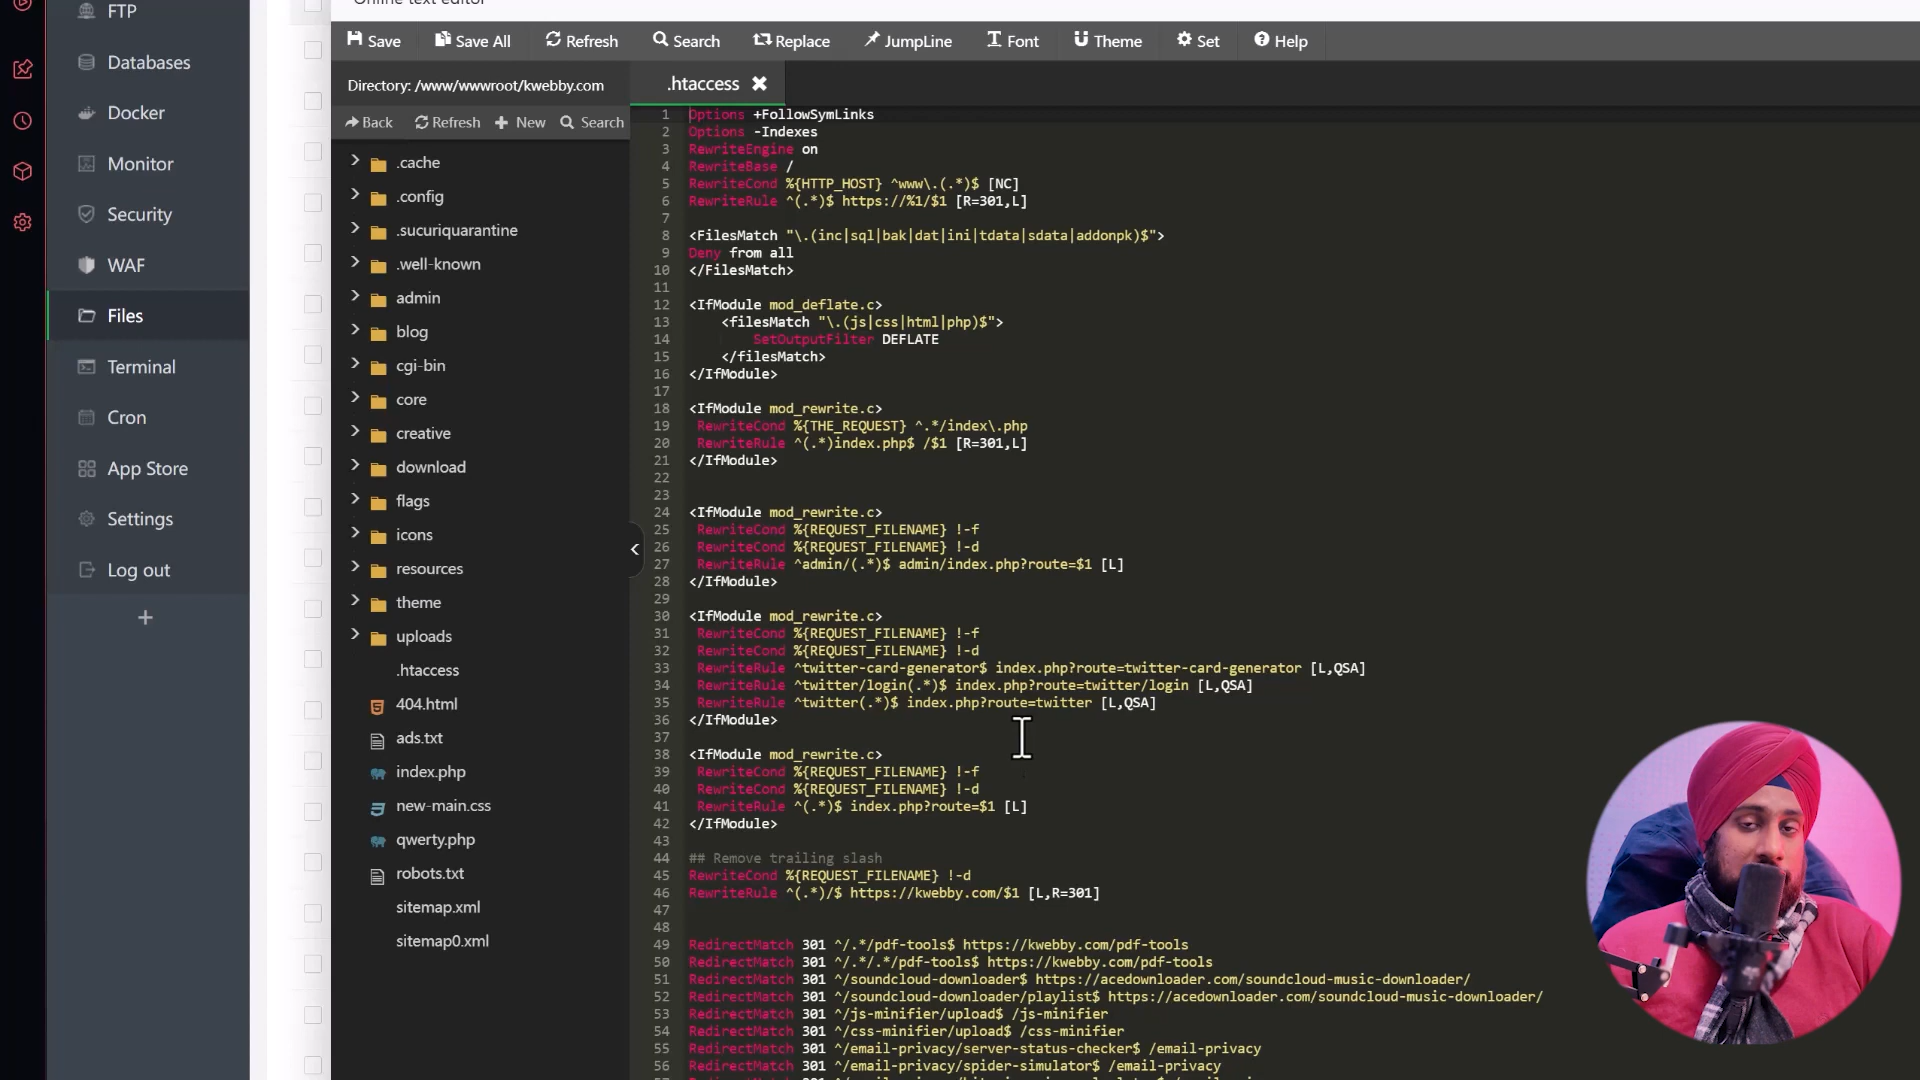 Online text editor
FTP
Databases
Docker
Monitor
Security
WAF
Files
Terminal
Cron
App Store
Settings
Log out
Save
Save All
Refresh
Search
Replace
JumpLine
Font
Theme
Set
Help
Directory: /www/wwwroot/kwebby.com
.htaccess
Back
Refresh
New
Search
.cache
.config
.sucuriquarantine
.well-known
admin
blog
cgi-bin
core
creative
download
flags
icons
resources
theme
uploads
.htaccess
404.html
ads.txt
index.php
new-main.css
qwerty.php
robots.txt
sitemap.xml
sitemap0.xml
1 Options +FollowSymLinks
2 Options -Indexes
3 RewriteEngine on
4 RewriteBase /
5 RewriteCond %{HTTP_HOST} ^www\.(.*)$ [NC]
6 RewriteRule ^(.*)$ https://%1/$1 [R=301,L]
7
8 <FilesMatch "\.(inc|sql|bak|dat|ini|tdata|sdata|addonpk)$">
9 Deny from all
10 </FilesMatch>
11
12 <IfModule mod_deflate.c>
13 <filesMatch "\.(js|css|html|php)$">
14 SetOutputFilter DEFLATE
15 </filesMatch>
16 </IfModule>
17
18 <IfModule mod_rewrite.c>
19 RewriteCond %{THE_REQUEST} ^.*/index\.php
20 RewriteRule ^(.*)index.php$ /$1 [R=301,L]
21 </IfModule>
22
23
24 <IfModule mod_rewrite.c>
25 RewriteCond %{REQUEST_FILENAME} !-f
26 RewriteCond %{REQUEST_FILENAME} !-d
27 RewriteRule ^admin/(.*)$ admin/index.php?route=$1 [L]
28 </IfModule>
29
30 <IfModule mod_rewrite.c>
31 RewriteCond %{REQUEST_FILENAME} !-f
32 RewriteCond %{REQUEST_FILENAME} !-d
33 RewriteRule ^twitter-card-generator$ index.php?route=twitter-card-generator [L,QSA]
34 RewriteRule ^twitter/login(.*)$ index.php?route=twitter/login [L,QSA]
35 RewriteRule ^twitter(.*)$ index.php?route=twitter [L,QSA]
36 </IfModule>
37
38 <IfModule mod_rewrite.c>
39 RewriteCond %{REQUEST_FILENAME} !-f
40 RewriteCond %{REQUEST_FILENAME} !-d
41 RewriteRule ^(.*)$ index.php?route=$1 [L]
42 </IfModule>
43
44 ## Remove trailing slash
45 RewriteCond %{REQUEST_FILENAME} !-d
46 RewriteRule ^(.*)/$ https://kwebby.com/$1 [L,R=301]
47
48
49 RedirectMatch 301 ^/.*/pdf-tools$ https://kwebby.com/pdf-tools
50 RedirectMatch 301 ^/.*/.*/pdf-tools$ https://kwebby.com/pdf-tools
51 RedirectMatch 301 ^/soundcloud-downloader$ https://acedownloader.com/soundcloud-music-downloader/
52 RedirectMatch 301 ^/soundcloud-downloader/playlist$ https://acedownloader.com/soundcloud-music-downloader/
53 RedirectMatch 301 ^/js-minifier/upload$ /js-minifier
54 RedirectMatch 301 ^/css-minifier/upload$ /css-minifier
55 RedirectMatch 301 ^/email-privacy/server-status-checker$ /email-privacy
56 RedirectMatch 301 ^/email-privacy/spider-simulator$ /email-privacy